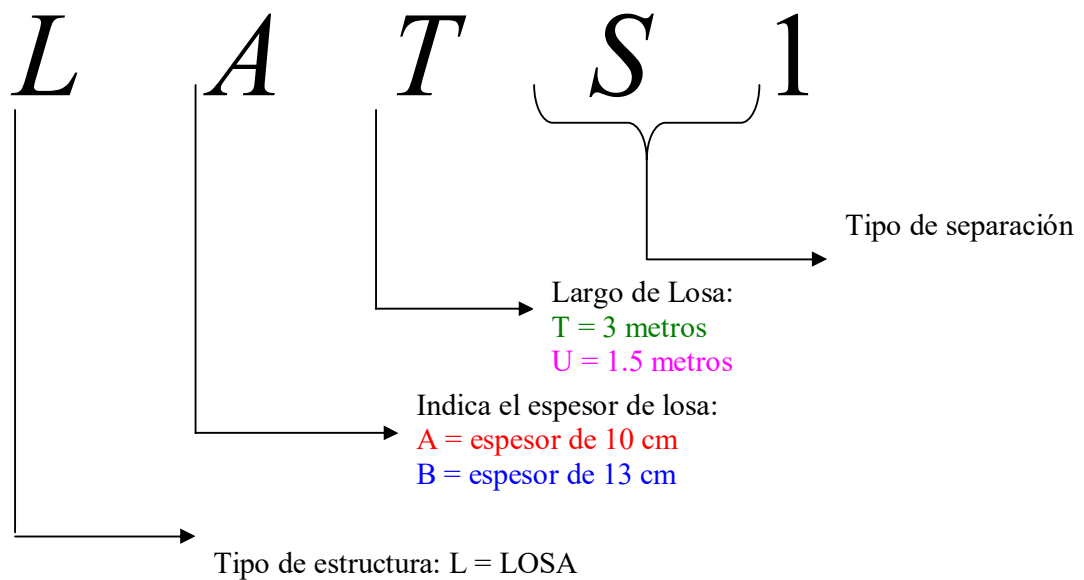 L A T S 1
Tipo de separación
Largo de Losa:
T = 3 metros
U = 1.5 metros
Indica el espesor de losa:
A = espesor de 10 cm
B = espesor de 13 cm
Tipo de estructura: L = LOSA